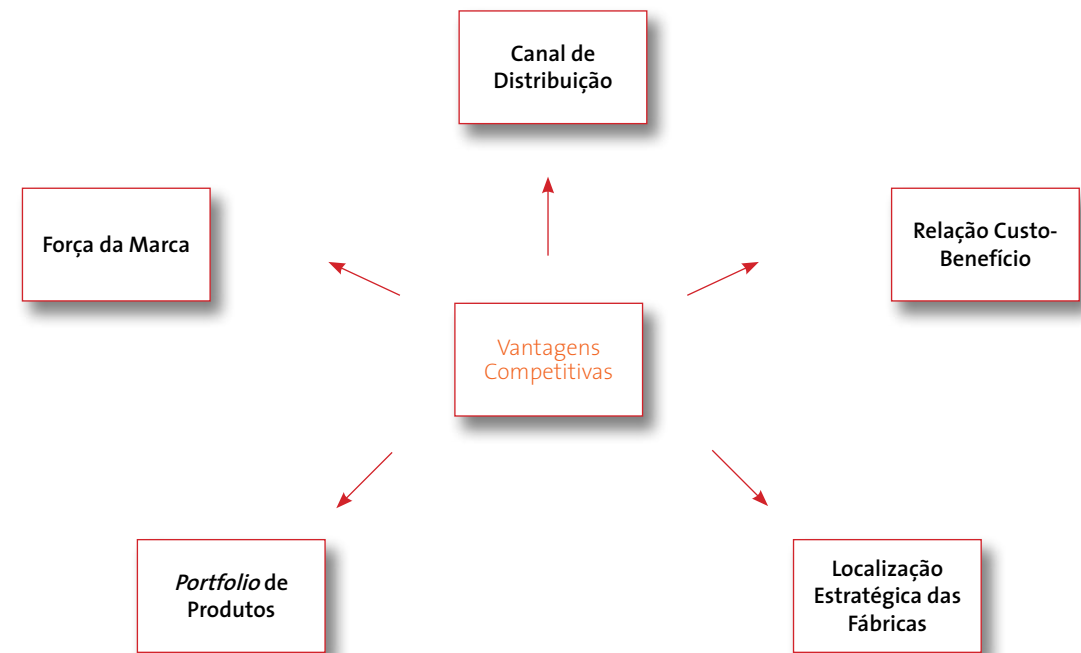 Canal de
Distribuição
Força da Marca
Relação Custo-
Benefício
Vantagens
Competitivas
Portfolio de
Produtos
Localização
Estratégica das
Fábricas